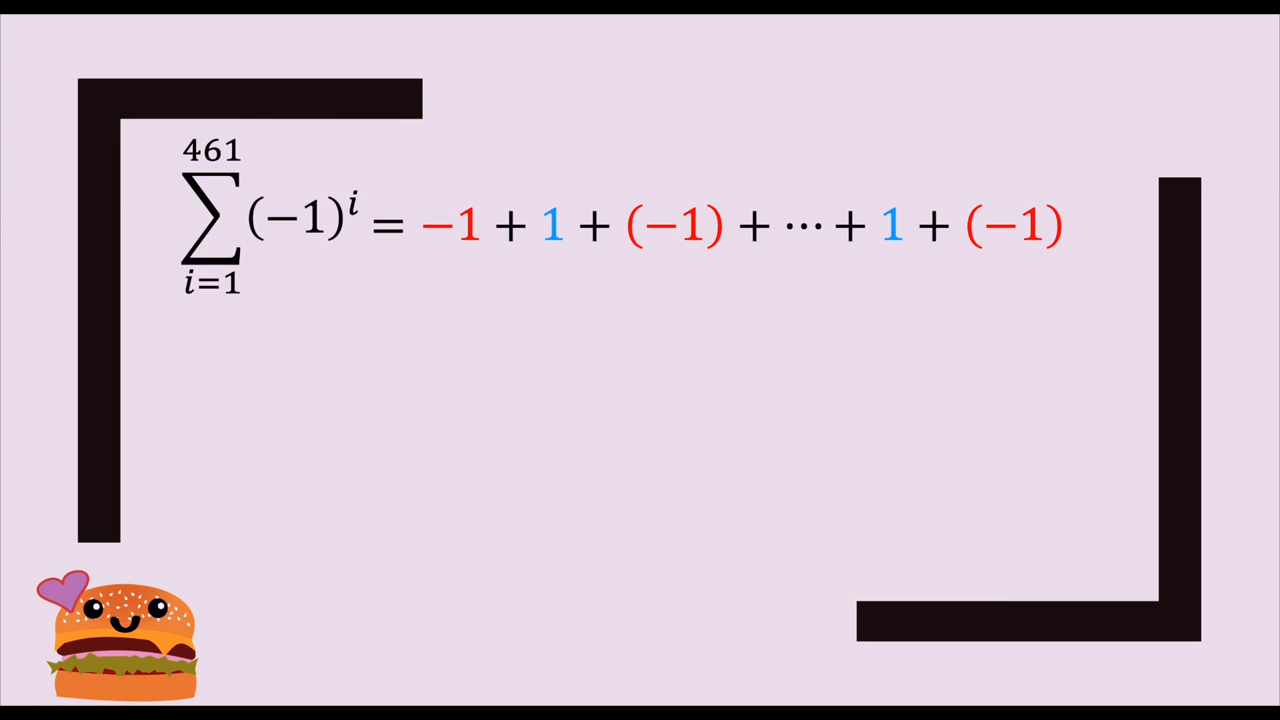 461
∑(−1)^i = −1 + 1 + (−1) + ⋯ + 1 + (−1)
i=1